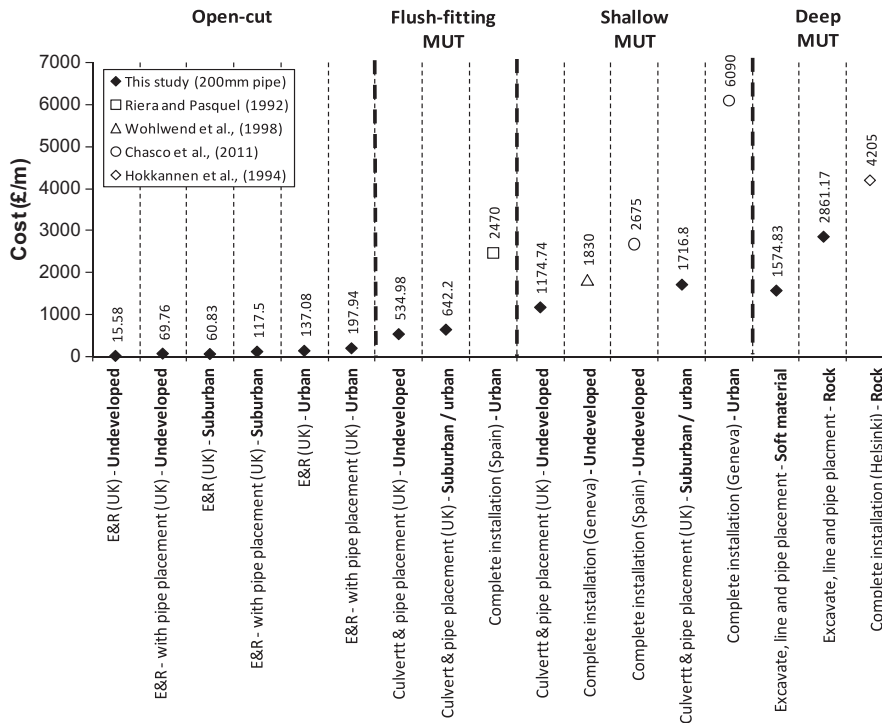 Open-cut
Flush-fitting
MUT
Shallow
MUT
Deep
MUT
Cost (£/m)
7000
6000
5000
4000
3000
2000
1000
0
This study (200mm pipe)
Riera and Pasquel (1992)
Wohlwend et al., (1998)
Chasco et al., (2011)
Hokkannen et al., (1994)
15.58
69.76
60.83
117.5
137.08
197.94
534.98
642.2
2470
1174.74
1830
2675
1716.8
6090
1574.83
2861.17
4205
E&R (UK) - Undeveloped
E&R - with pipe placement (UK) - Undeveloped
E&R (UK) - Suburban
E&R - with pipe placement (UK) - Suburban
E&R (UK) - Urban
E&R - with pipe placement (UK) - Urban
Culvertt & pipe placement (UK) - Undeveloped
Culvert & pipe placement (UK) - Suburban / urban
Complete installation (Spain) - Urban
Culvertt & pipe placement (UK) - Undeveloped
Complete installation (Geneva) - Undeveloped
Complete installation (Spain) - Undeveloped
Culvertt & pipe placement (UK) - Suburban / urban
Complete installation (Geneva) - Urban
Excavate, line and pipe placement - Soft material
Excavate, line and pipe placment - Rock
Complete installation (Helsinki) - Rock